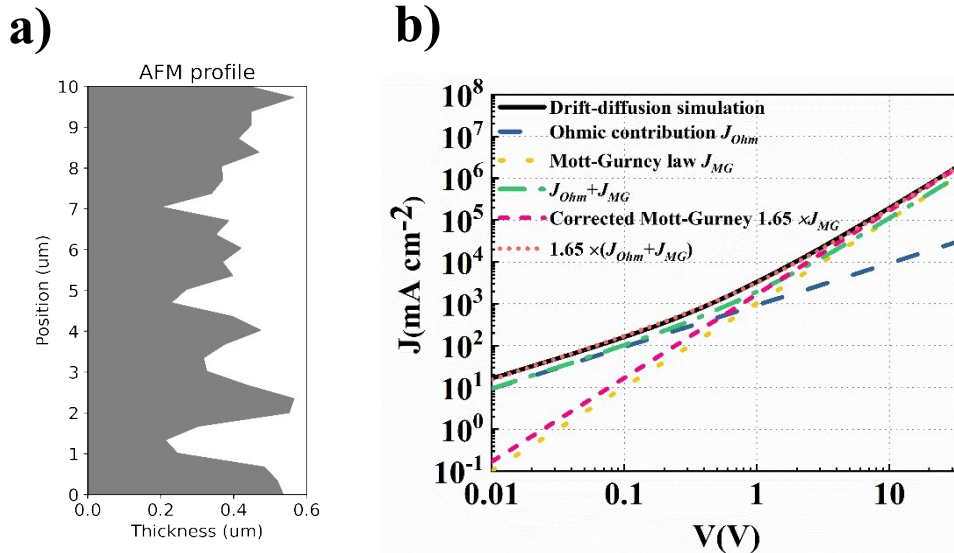 a)
AFM profile
10
9
8
7
6
5
4
3
2
1
0
Position (um)
0.0 0.2 0.4 0.6
Thickness (um)
b)
10^8
10^7
10^6
10^5
10^4
10^3
10^2
10^1
10^0
10^-1
J(mA cm^-2)
Drift-diffusion simulation
Ohmic contribution J_Ohm
Mott-Gurney law J_MG
J_Ohm+J_MG
Corrected Mott-Gurney 1.65 ×J_MG
1.65 ×(J_Ohm+J_MG)
0.01 0.1 1 10
V(V)